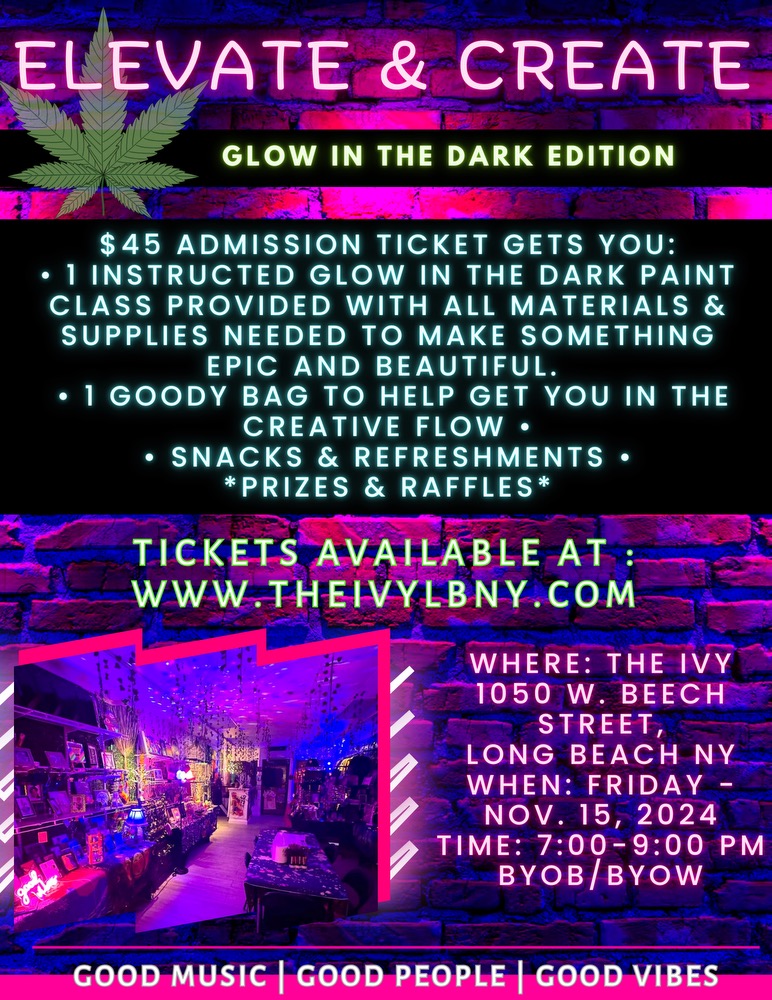 ELEVATE & CREATE
GLOW IN THE DARK EDITION
$45 ADMISSION TICKET GETS YOU:
• 1 INSTRUCTED GLOW IN THE DARK PAINT
CLASS PROVIDED WITH ALL MATERIALS &
SUPPLIES NEEDED TO MAKE SOMETHING
EPIC AND BEAUTIFUL.
• 1 GOODY BAG TO HELP GET YOU IN THE
CREATIVE FLOW •
• SNACKS & REFRESHMENTS •
*PRIZES & RAFFLES*
TICKETS AVAILABLE AT :
WWW.THEIVYLBNY.COM
WHERE: THE IVY
1050 W. BEECH
STREET,
LONG BEACH NY
WHEN: FRIDAY -
NOV. 15, 2024
TIME: 7:00-9:00 PM
BYOB/BYOW
GOOD MUSIC | GOOD PEOPLE | GOOD VIBES